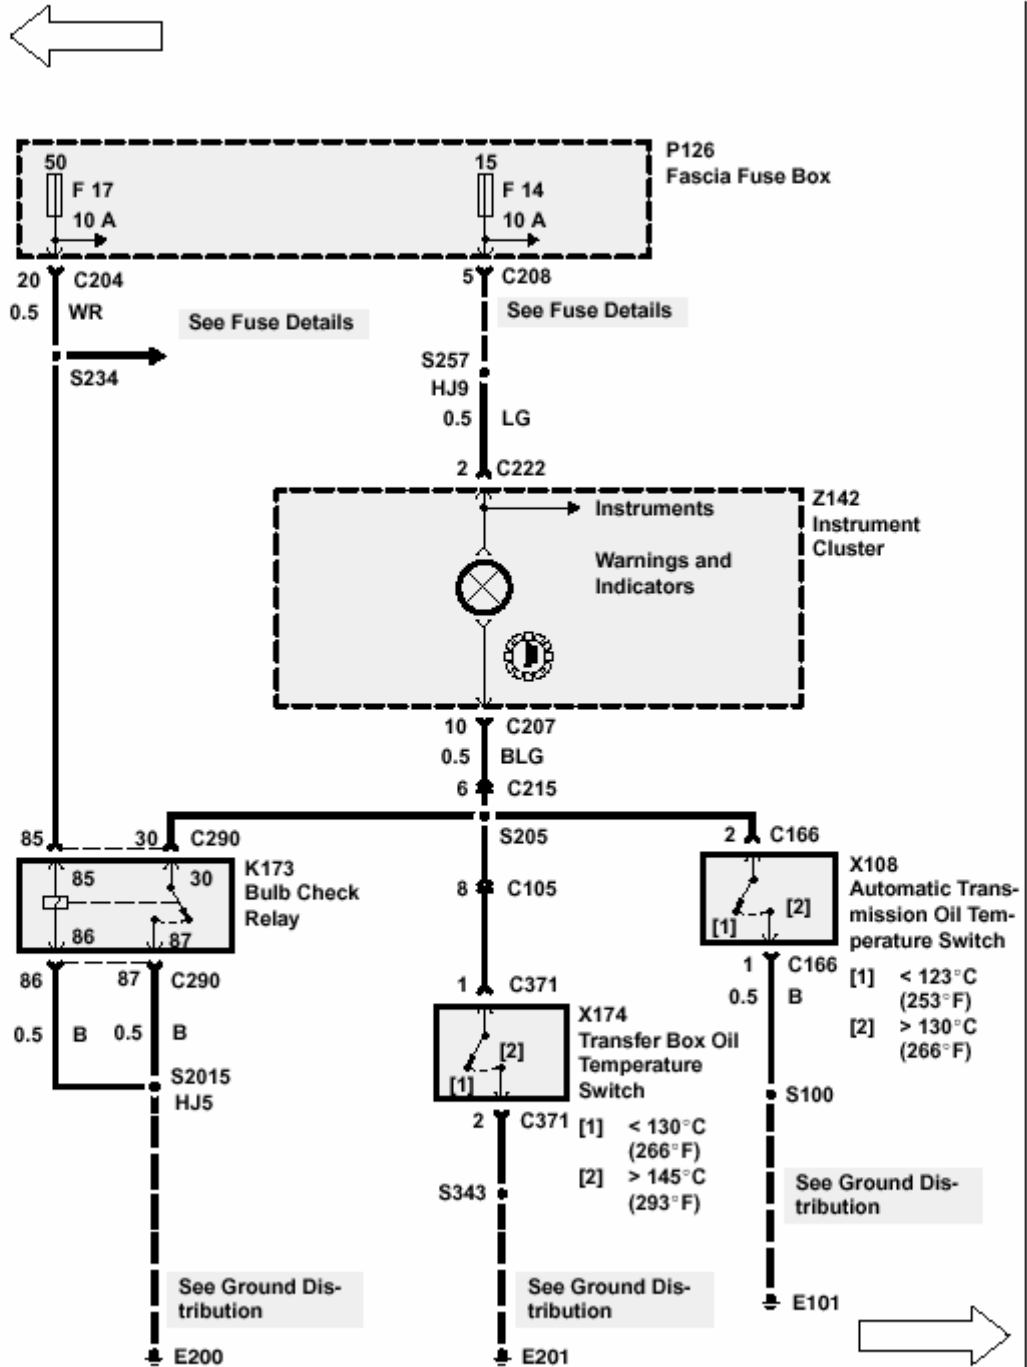 P126
Fascia Fuse Box
50
F 17
10 A
15
F 14
10 A
20
C204
5
C208
0.5
WR
See Fuse Details
See Fuse Details
S234
S257
HJ9
0.5
LG
2
C222
Instruments
Warnings and
Indicators
Z142
Instrument
Cluster
10
C207
0.5
BLG
6
C215
S205
85
30
C290
85
30
86
87
K173
Bulb Check
Relay
8
C105
2
C166
[1]
[2]
X108
Automatic Trans-
mission Oil Tem-
perature Switch
[1] < 123°C
(253°F)
[2] > 130°C
(266°F)
86
87
C290
0.5
B
0.5
B
1
C371
1
C166
0.5
B
[1]
[2]
X174
Transfer Box Oil
Temperature
Switch
[1] < 130°C
(266°F)
[2] > 145°C
(293°F)
S2015
HJ5
2
C371
S100
S343
See Ground Dis-
tribution
See Ground Dis-
tribution
See Ground Dis-
tribution
E101
E200
E201